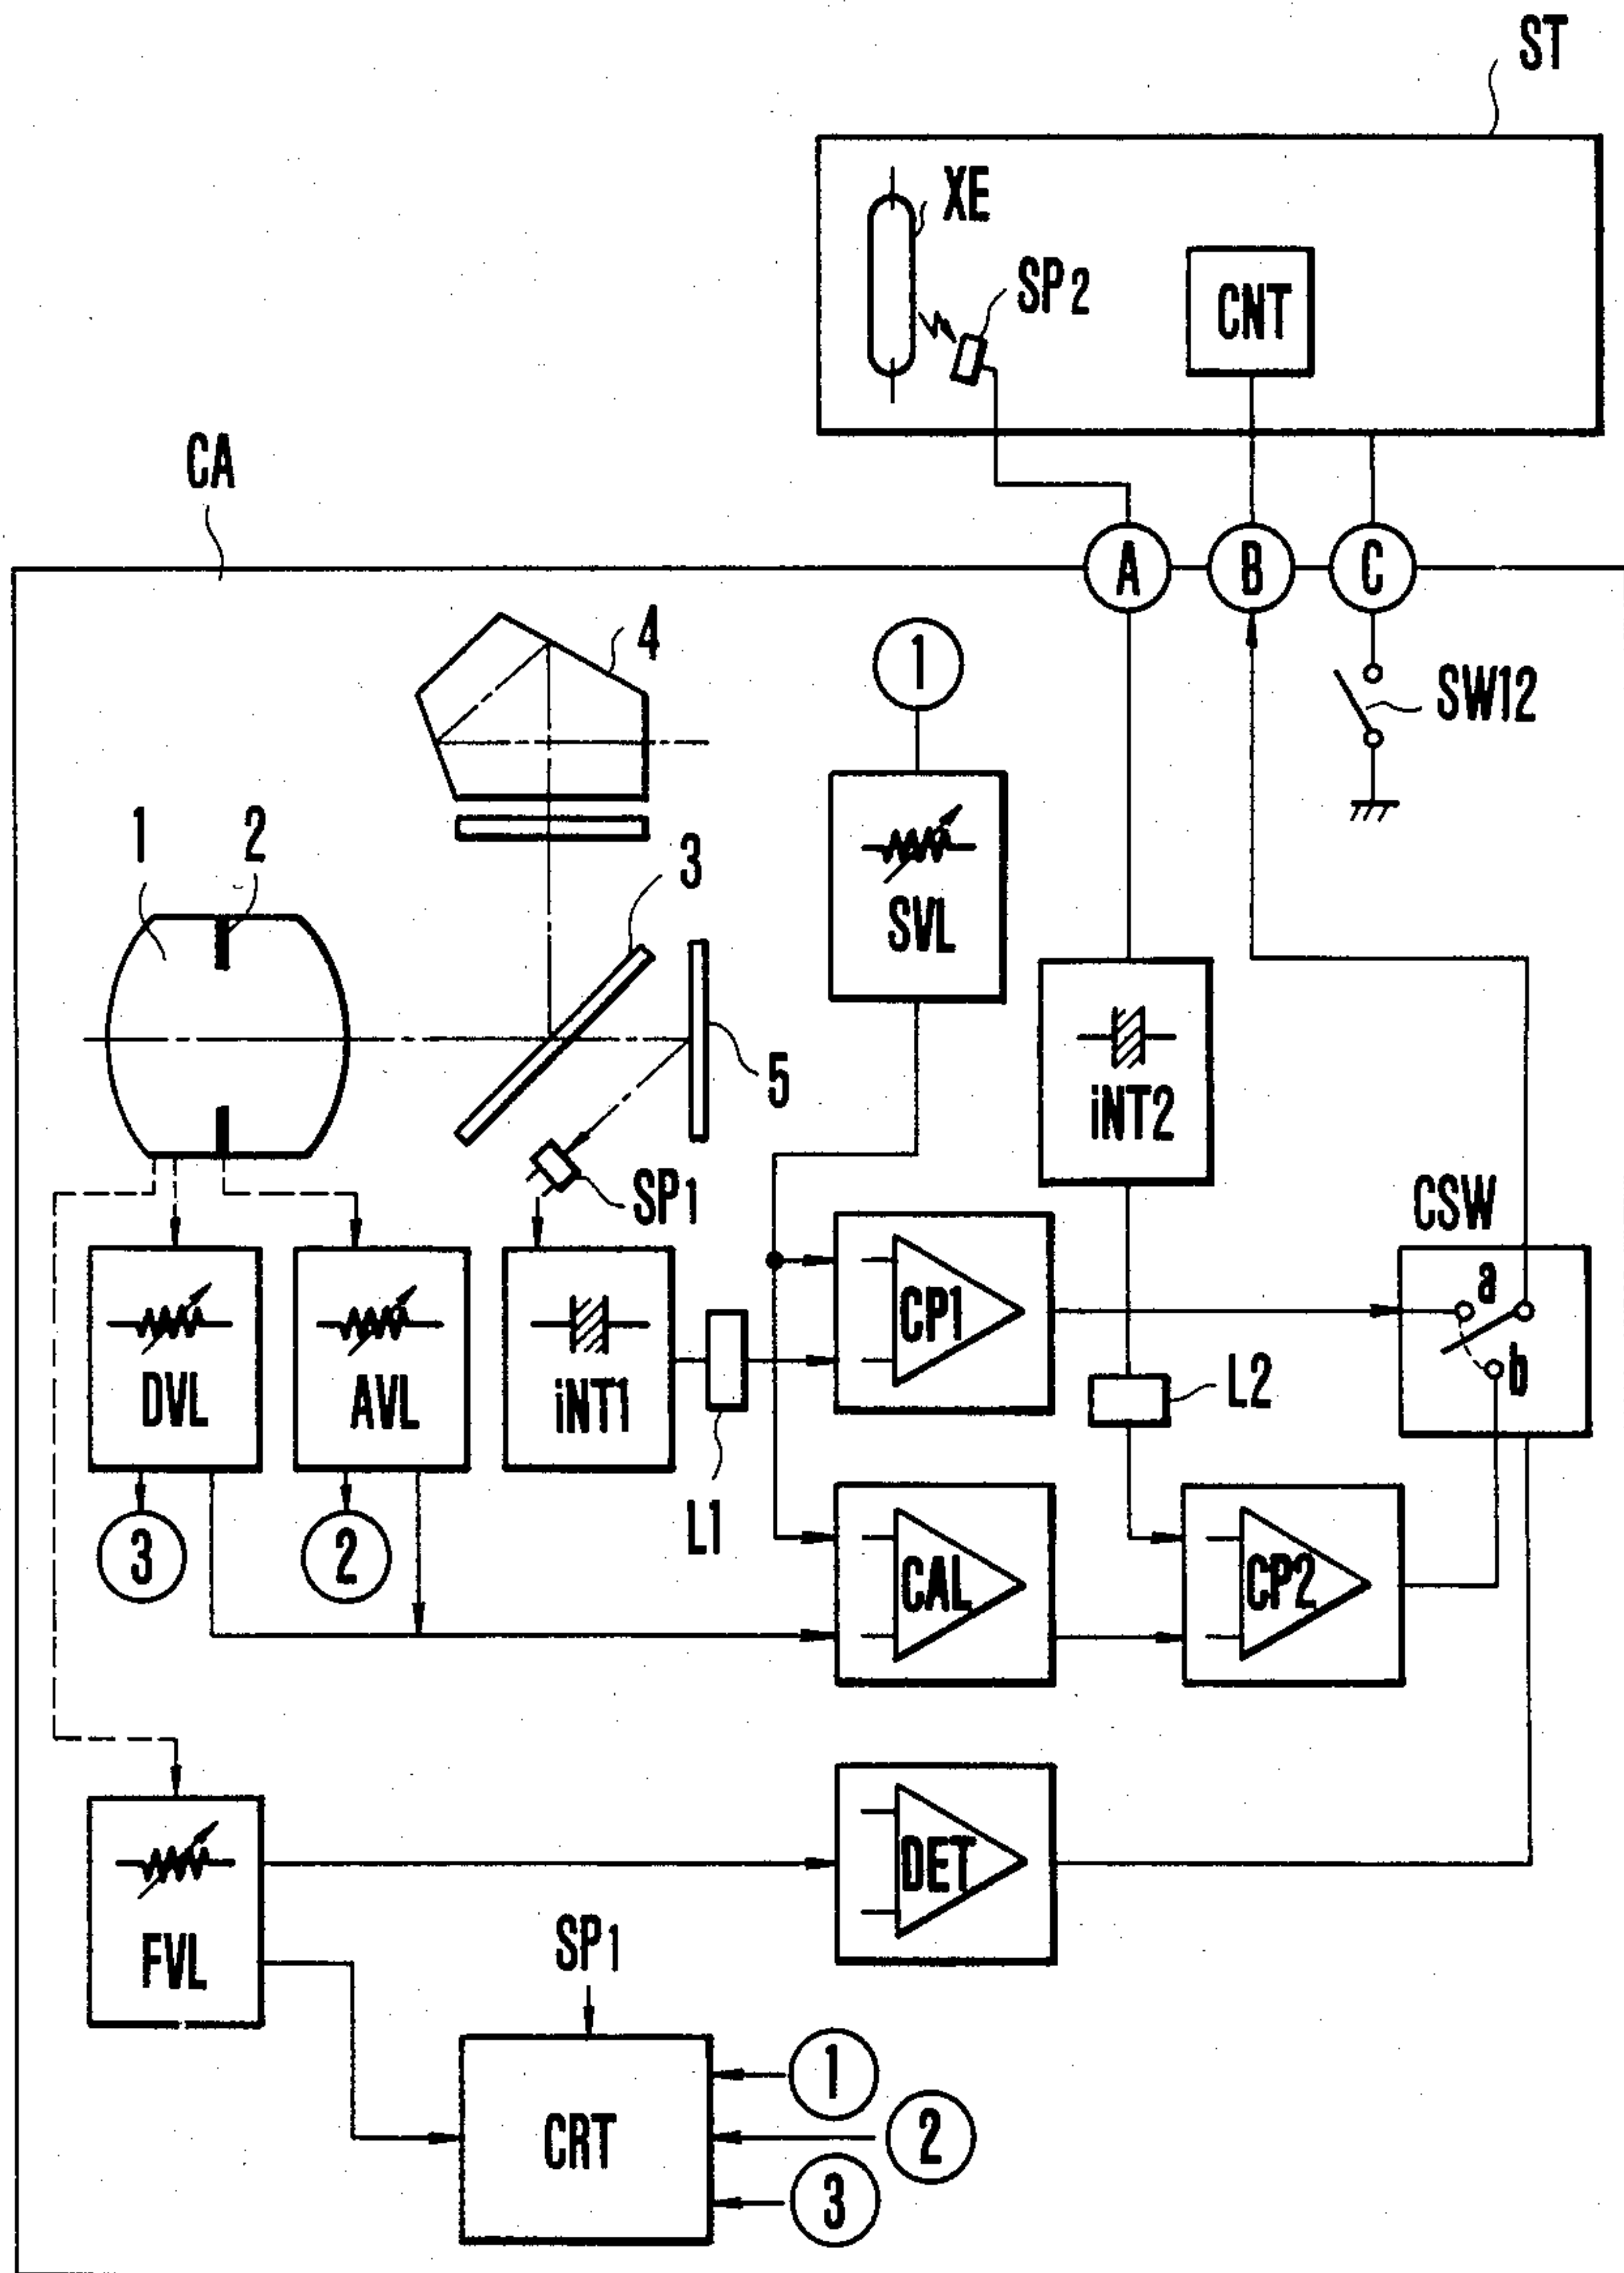 ST
XE
SP2
CNT
CA
A B C
4
1
SW12
1
2
3
SVL
5
iNT2
SP1
CSW
a
CP1
b
DVL
AVL
iNT1
L2
L1
3
2
CAL
CP2
DET
FVL
SP1
1
CRT
2
3